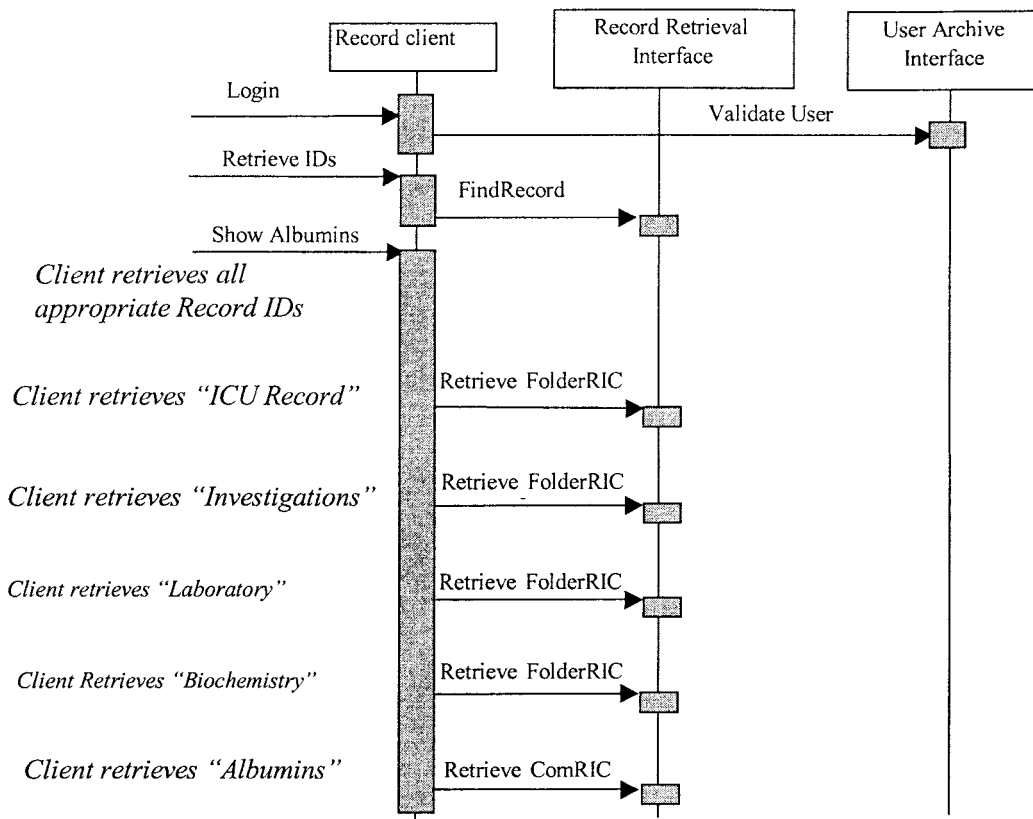 Record client
Record Retrieval
Interface
User Archive
Interface
Login
Validate User
Retrieve IDs
FindRecord
Show Albumins
Client retrieves all
appropriate Record IDs
Client retrieves “ICU Record”
Retrieve FolderRIC
Client retrieves “Investigations”
Retrieve FolderRIC
Client retrieves “Laboratory”
Retrieve FolderRIC
Client Retrieves “Biochemistry”
Retrieve FolderRIC
Client retrieves “Albumins”
Retrieve ComRIC